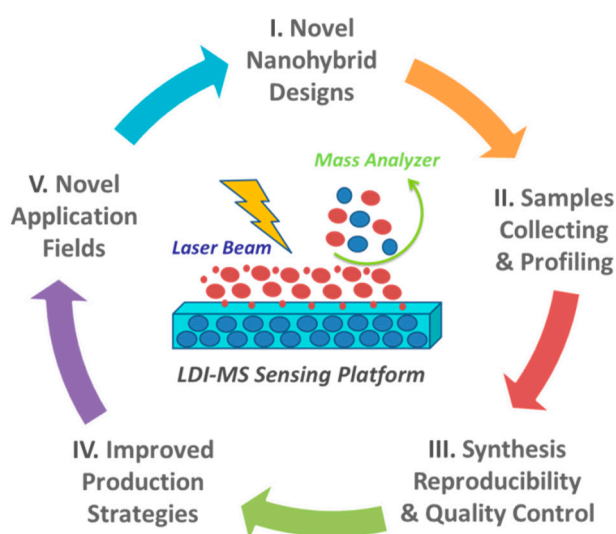 I. Novel
Nanohybrid
Designs
Mass Analyzer
V. Novel
Application
Fields
II. Samples
Collecting
& Profiling
Laser Beam
LDI-MS Sensing Platform
IV. Improved
Production
Strategies
III. Synthesis
Reproducibility
& Quality Control